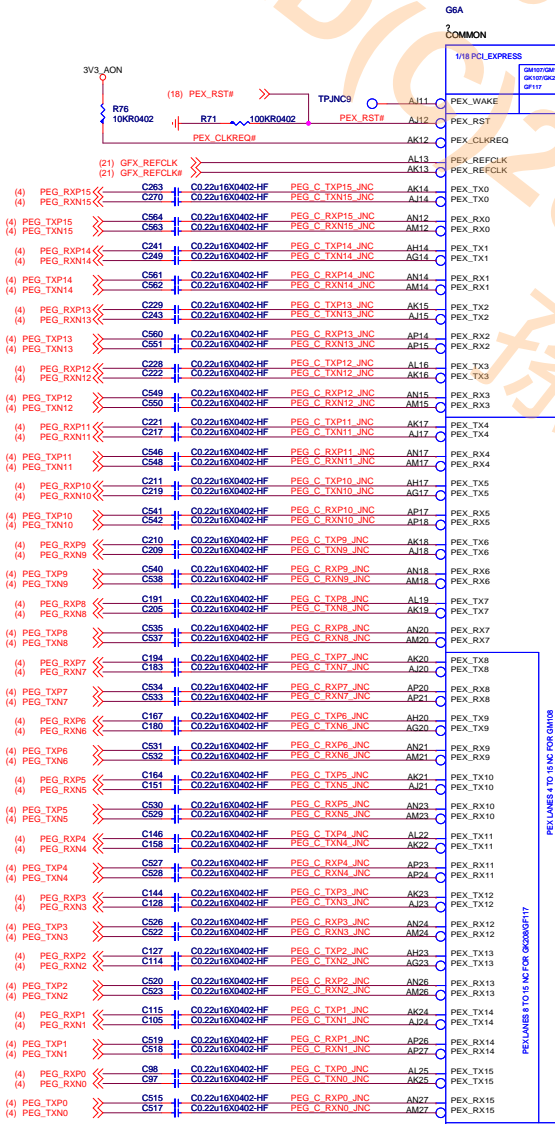 G6A
?
COMMON
1/18 PCI_EXPRESS
GF117
3V3_AON
(18) PEX_RST#
TPJNC9 AJ11 PEX_WAKE
R76
10KR0402
R71 100KR0402 PEX_RST# AJ12 PEX_RST
PEX_CLKREQ# AK12 PEX_CLKREQ
(21) GFX_REFCLK AL13 PEX_REFCLK
(21) GFX_REFCLK# AK13 PEX_REFCLK
(4) PEG_RXP15 C263 C0.22u16X0402-HF PEG_C_TXP15_JNC AK14 PEX_TX0
(4) PEG_RXN15 C270 C0.22u16X0402-HF PEG_C_TXN15_JNC AJ14 PEX_TX0
(4) PEG_TXP15 C564 C0.22u16X0402-HF PEG_C_RXP15_JNC AN12 PEX_RX0
(4) PEG_TXN15 C563 C0.22u16X0402-HF PEG_C_RXN15_JNC AM12 PEX_RX0
(4) PEG_RXP14 C241 C0.22u16X0402-HF PEG_C_TXP14_JNC AH14 PEX_TX1
(4) PEG_RXN14 C249 C0.22u16X0402-HF PEG_C_TXN14_JNC AG14 PEX_TX1
(4) PEG_TXP14 C561 C0.22u16X0402-HF PEG_C_RXP14_JNC AN14 PEX_RX1
(4) PEG_TXN14 C562 C0.22u16X0402-HF PEG_C_RXN14_JNC AM14 PEX_RX1
(4) PEG_RXP13 C229 C0.22u16X0402-HF PEG_C_TXP13_JNC AK15 PEX_TX2
(4) PEG_RXN13 C243 C0.22u16X0402-HF PEG_C_TXN13_JNC AJ15 PEX_TX2
(4) PEG_TXP13 C560 C0.22u16X0402-HF PEG_C_RXP13_JNC AP14 PEX_RX2
(4) PEG_TXN13 C551 C0.22u16X0402-HF PEG_C_RXN13_JNC AP15 PEX_RX2
(4) PEG_RXP12 C228 C0.22u16X0402-HF PEG_C_TXP12_JNC AL16 PEX_TX3
(4) PEG_RXN12 C222 C0.22u16X0402-HF PEG_C_TXN12_JNC AK16 PEX_TX3
(4) PEG_TXP12 C549 C0.22u16X0402-HF PEG_C_RXP12_JNC AN15 PEX_RX3
(4) PEG_TXN12 C550 C0.22u16X0402-HF PEG_C_RXN12_JNC AM15 PEX_RX3
(4) PEG_RXP11 C221 C0.22u16X0402-HF PEG_C_TXP11_JNC AK17 PEX_TX4
(4) PEG_RXN11 C217 C0.22u16X0402-HF PEG_C_TXN11_JNC AJ17 PEX_TX4
(4) PEG_TXP11 C546 C0.22u16X0402-HF PEG_C_RXP11_JNC AN17 PEX_RX4
(4) PEG_TXN11 C548 C0.22u16X0402-HF PEG_C_RXN11_JNC AM17 PEX_RX4
(4) PEG_RXP10 C211 C0.22u16X0402-HF PEG_C_TXP10_JNC AH17 PEX_TX5
(4) PEG_RXN10 C219 C0.22u16X0402-HF PEG_C_TXN10_JNC AG17 PEX_TX5
(4) PEG_TXP10 C541 C0.22u16X0402-HF PEG_C_RXP10_JNC AP17 PEX_RX5
(4) PEG_TXN10 C542 C0.22u16X0402-HF PEG_C_RXN10_JNC AP18 PEX_RX5
(4) PEG_RXP9 C210 C0.22u16X0402-HF PEG_C_TXP9_JNC AK18 PEX_TX6
(4) PEG_RXN9 C209 C0.22u16X0402-HF PEG_C_TXN9_JNC AJ18 PEX_TX6
(4) PEG_TXP9 C540 C0.22u16X0402-HF PEG_C_RXP9_JNC AN18 PEX_RX6
(4) PEG_TXN9 C538 C0.22u16X0402-HF PEG_C_RXN9_JNC AM18 PEX_RX6
(4) PEG_RXP8 C191 C0.22u16X0402-HF PEG_C_TXP8_JNC AL19 PEX_TX7
(4) PEG_RXN8 C205 C0.22u16X0402-HF PEG_C_TXN8_JNC AK19 PEX_TX7
(4) PEG_TXP8 C535 C0.22u16X0402-HF PEG_C_RXP8_JNC AN20 PEX_RX7
(4) PEG_TXN8 C537 C0.22u16X0402-HF PEG_C_RXN8_JNC AM20 PEX_RX7
(4) PEG_RXP7 C194 C0.22u16X0402-HF PEG_C_TXP7_JNC AK20 PEX_TX8
(4) PEG_RXN7 C183 C0.22u16X0402-HF PEG_C_TXN7_JNC AJ20 PEX_TX8
(4) PEG_TXP7 C534 C0.22u16X0402-HF PEG_C_RXP7_JNC AP20 PEX_RX8
(4) PEG_TXN7 C533 C0.22u16X0402-HF PEG_C_RXN7_JNC AP21 PEX_RX8
(4) PEG_RXP6 C167 C0.22u16X0402-HF PEG_C_TXP6_JNC AH20 PEX_TX9
(4) PEG_RXN6 C180 C0.22u16X0402-HF PEG_C_TXN6_JNC AG20 PEX_TX9
(4) PEG_TXP6 C531 C0.22u16X0402-HF PEG_C_RXP6_JNC AN21 PEX_RX9
(4) PEG_TXN6 C532 C0.22u16X0402-HF PEG_C_RXN6_JNC AM21 PEX_RX9
(4) PEG_RXP5 C164 C0.22u16X0402-HF PEG_C_TXP5_JNC AK21 PEX_TX10
(4) PEG_RXN5 C151 C0.22u16X0402-HF PEG_C_TXN5_JNC AJ21 PEX_TX10
(4) PEG_TXP5 C530 C0.22u16X0402-HF PEG_C_RXP5_JNC AN23 PEX_RX10
(4) PEG_TXN5 C529 C0.22u16X0402-HF PEG_C_RXN5_JNC AM23 PEX_RX10
(4) PEG_RXP4 C146 C0.22u16X0402-HF PEG_C_TXP4_JNC AL22 PEX_TX11
(4) PEG_RXN4 C158 C0.22u16X0402-HF PEG_C_TXN4_JNC AK22 PEX_TX11
(4) PEG_TXP4 C527 C0.22u16X0402-HF PEG_C_RXP4_JNC AP23 PEX_RX11
(4) PEG_TXN4 C528 C0.22u16X0402-HF PEG_C_RXN4_JNC AP24 PEX_RX11
(4) PEG_RXP3 C144 C0.22u16X0402-HF PEG_C_TXP3_JNC AK23 PEX_TX12
(4) PEG_RXN3 C128 C0.22u16X0402-HF PEG_C_TXN3_JNC AJ23 PEX_TX12
(4) PEG_TXP3 C526 C0.22u16X0402-HF PEG_C_RXP3_JNC AN24 PEX_RX12
(4) PEG_TXN3 C522 C0.22u16X0402-HF PEG_C_RXN3_JNC AM24 PEX_RX12
(4) PEG_RXP2 C127 C0.22u16X0402-HF PEG_C_TXP2_JNC AH23 PEX_TX13
(4) PEG_RXN2 C114 C0.22u16X0402-HF PEG_C_TXN2_JNC AG23 PEX_TX13
(4) PEG_TXP2 C520 C0.22u16X0402-HF PEG_C_RXP2_JNC AN26 PEX_RX13
(4) PEG_TXN2 C523 C0.22u16X0402-HF PEG_C_RXN2_JNC AM26 PEX_RX13
(4) PEG_RXP1 C115 C0.22u16X0402-HF PEG_C_TXP1_JNC AK24 PEX_TX14
(4) PEG_RXN1 C105 C0.22u16X0402-HF PEG_C_TXN1_JNC AJ24 PEX_TX14
(4) PEG_TXP1 C519 C0.22u16X0402-HF PEG_C_RXP1_JNC AP26 PEX_RX14
(4) PEG_TXN1 C518 C0.22u16X0402-HF PEG_C_RXN1_JNC AP27 PEX_RX14
(4) PEG_RXP0 C98 C0.22u16X0402-HF PEG_C_TXP0_JNC AL25 PEX_TX15
(4) PEG_RXN0 C97 C0.22u16X0402-HF PEG_C_TXN0_JNC AK25 PEX_TX15
(4) PEG_TXP0 C515 C0.22u16X0402-HF PEG_C_RXP0_JNC AN27 PEX_RX15
(4) PEG_TXN0 C517 C0.22u16X0402-HF PEG_C_RXN0_JNC AM27 PEX_RX15
PEX LANES 4 TO 15 NC FOR GM108
PEX LANES 8 TO 15 NC FOR GK208/GF117